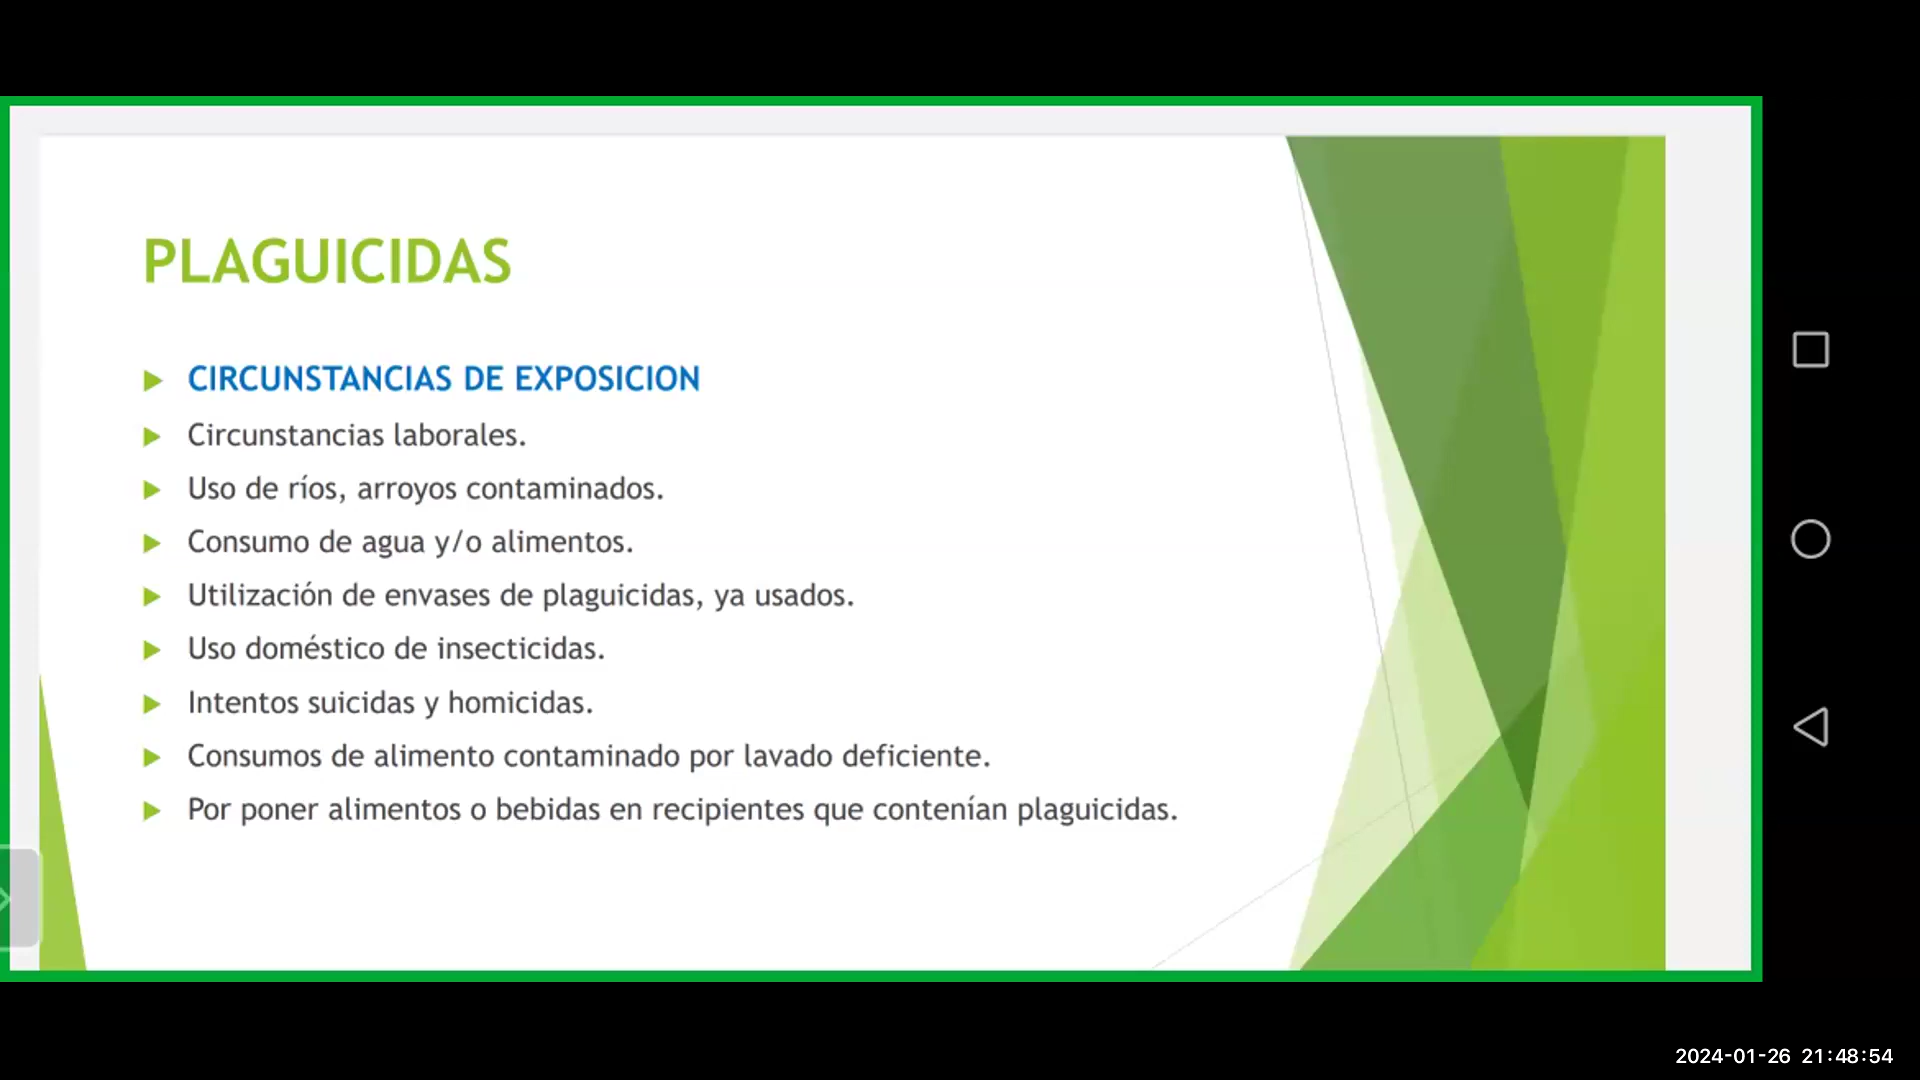 PLAGUICIDAS
CIRCUNSTANCIAS DE EXPOSICION
Circunstancias laborales.
Uso de ríos, arroyos contaminados.
Consumo de agua y/o alimentos.
Utilización de envases de plaguicidas, ya usados.
Uso doméstico de insecticidas.
Intentos suicidas y homicidas.
Consumos de alimento contaminado por lavado deficiente.
Por poner alimentos o bebidas en recipientes que contenían plaguicidas.
2024-01-26 21:48:54